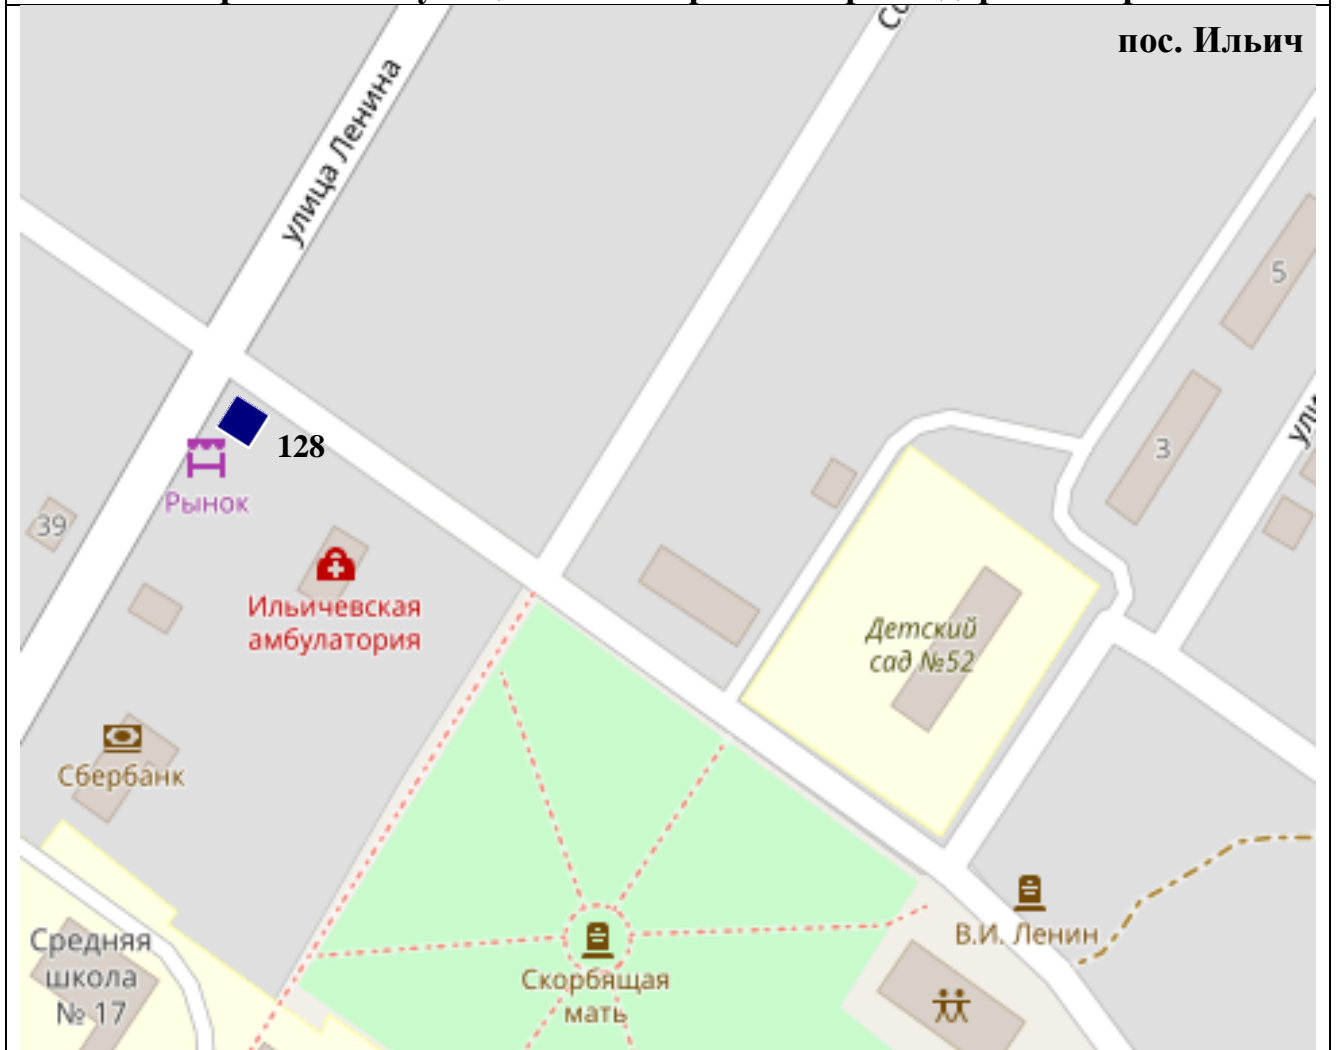 пос. Ильич
улица Ленина
5
3
128
Рынок
39
Ильичевская
амбулатория
Детский
сад №52
Сбербанк
Средняя
школа
№ 17
В.И. Ленин
Скорбящая
мать